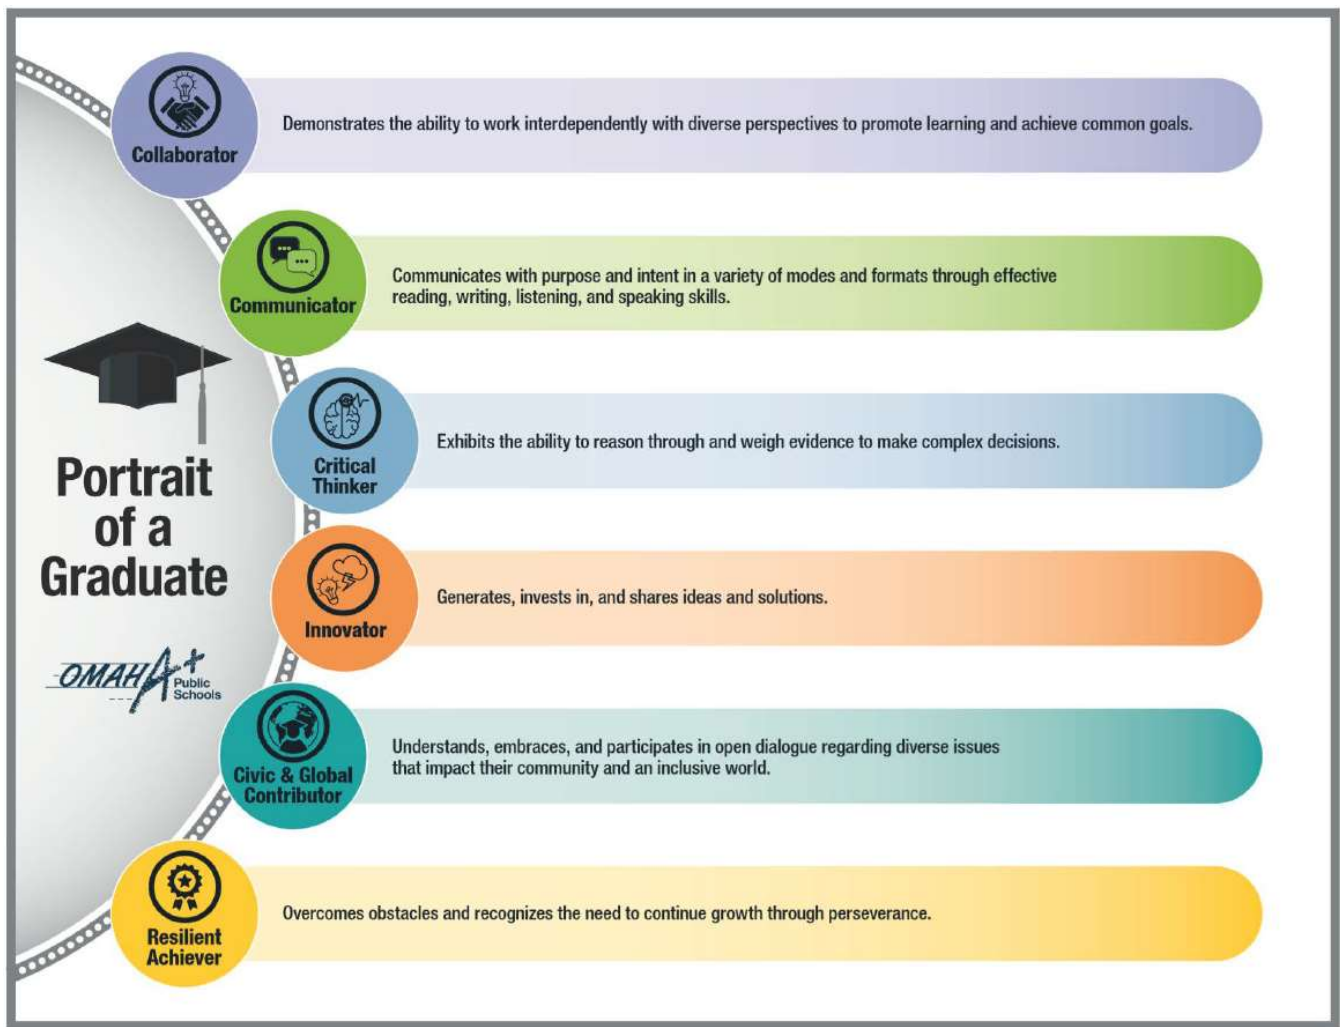 Portrait
of a
Graduate
OMAHA+
Public
Schools
Collaborator
Demonstrates the ability to work interdependently with diverse perspectives to promote learning and achieve common goals.
Communicator
Communicates with purpose and intent in a variety of modes and formats through effective
reading, writing, listening, and speaking skills.
Critical
Thinker
Exhibits the ability to reason through and weigh evidence to make complex decisions.
Innovator
Generates, invests in, and shares ideas and solutions.
Civic & Global
Contributor
Understands, embraces, and participates in open dialogue regarding diverse issues
that impact their community and an inclusive world.
Resilient
Achiever
Overcomes obstacles and recognizes the need to continue growth through perseverance.